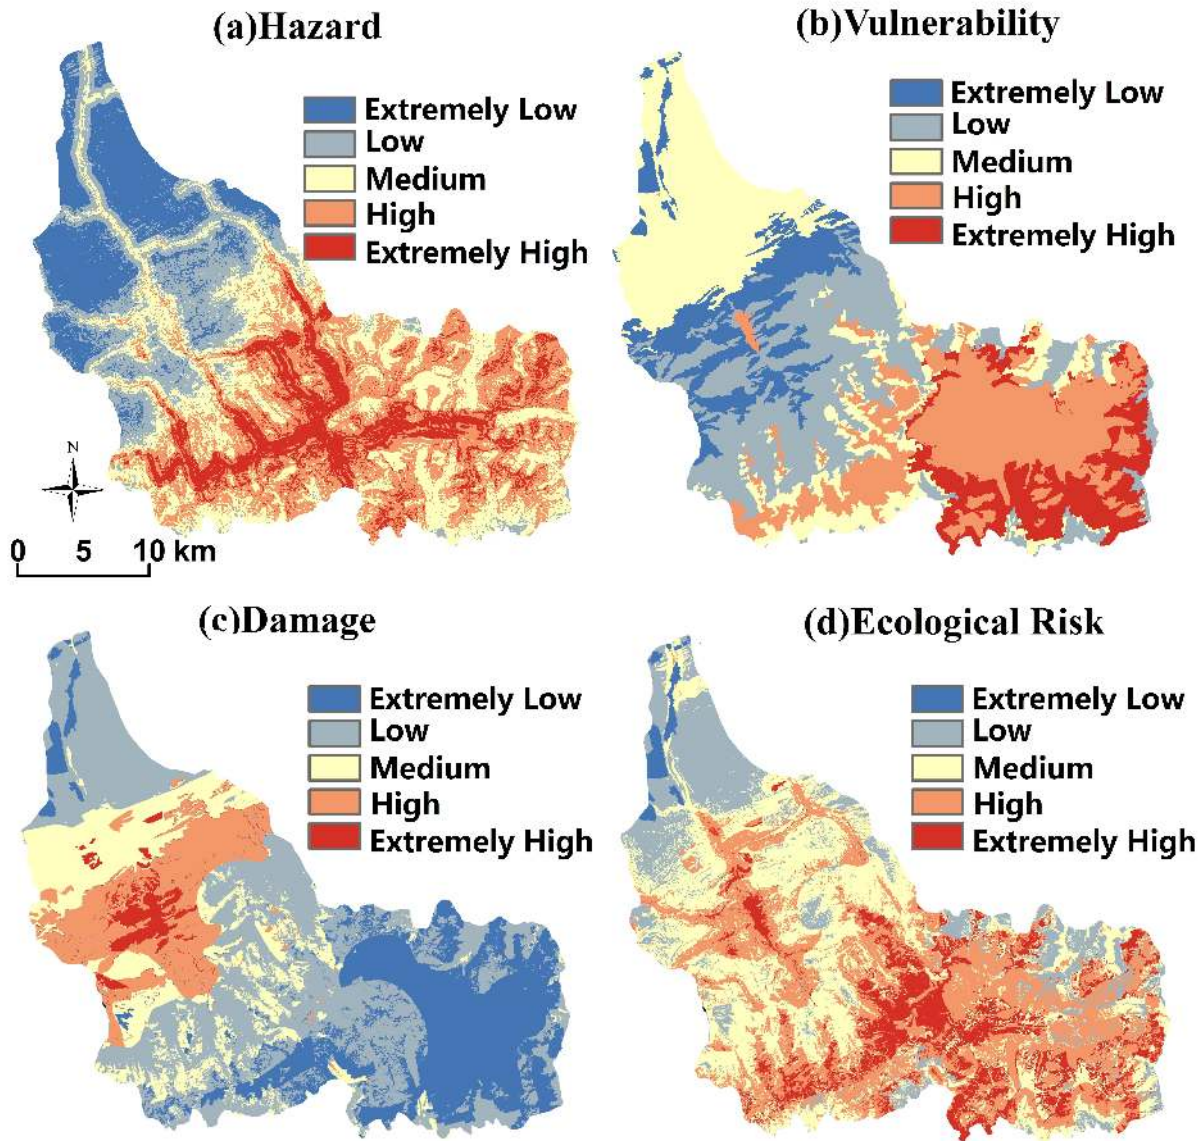 (a)Hazard
Extremely Low
Low
Medium
High
Extremely High
N
0 5 10 km
(b)Vulnerability
Extremely Low
Low
Medium
High
Extremely High
(c)Damage
Extremely Low
Low
Medium
High
Extremely High
(d)Ecological Risk
Extremely Low
Low
Medium
High
Extremely High